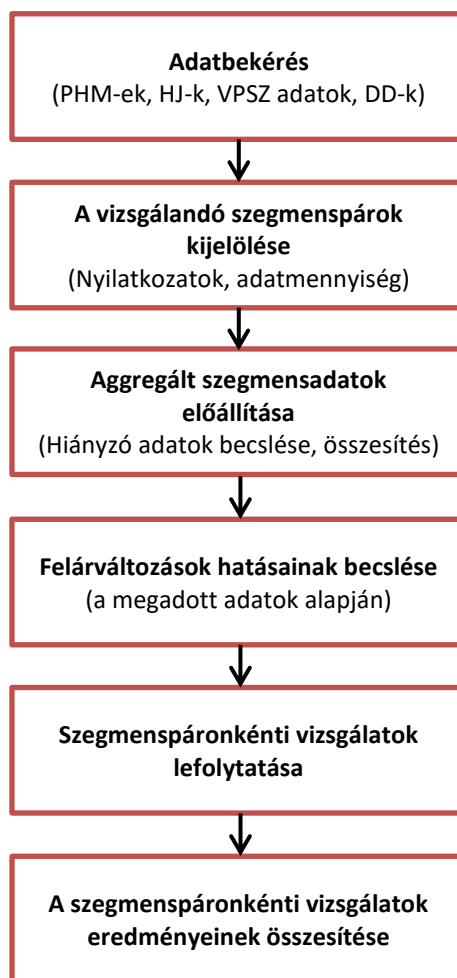 Adatbekérés
(PHM-ek, HJ-k, VPSZ adatok, DD-k)
A vizsgálandó szegmenspárok
kijelölése
(Nyilatkozatok, adatmennyiség)
Aggregált szegmensadatok
előállítása
(Hiányzó adatok becslése, összesítés)
Felárváltozások hatásainak becslése
(a megadott adatok alapján)
Szegmenspáronkénti vizsgálatok
lefolytatása
A szegmenspáronkénti vizsgálatok
eredményeinek összesítése